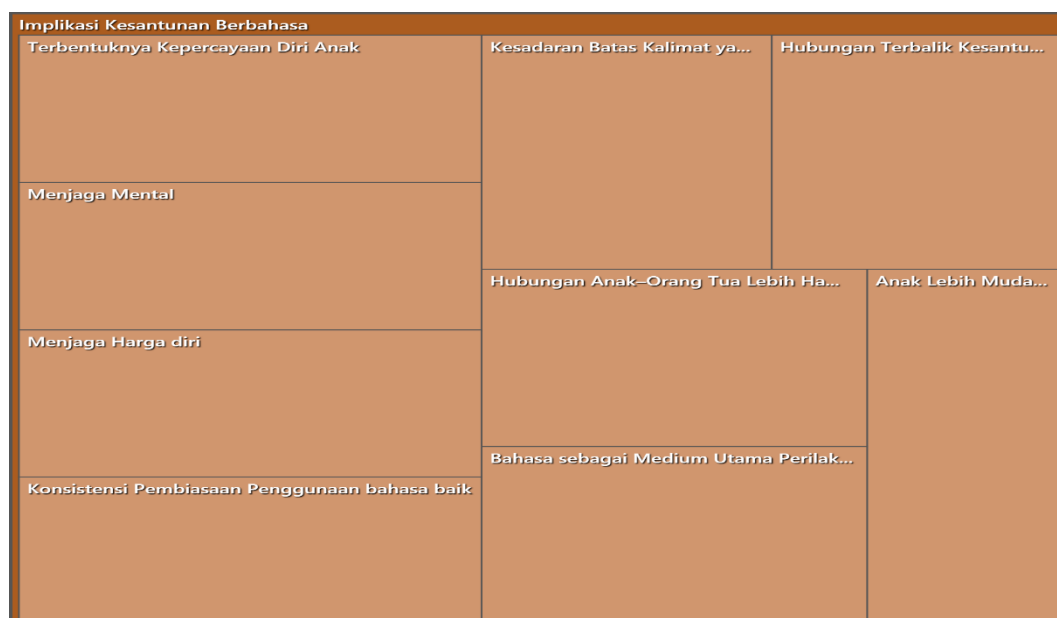 Implikasi Kesantunan Berbahasa
Terbentuknya Kepercayaan Diri Anak
Kesadaran Batas Kalimat ya...
Hubungan Terbalik Kesantu...
Menjaga Mental
Hubungan Anak–Orang Tua Lebih Ha...
Anak Lebih Muda...
Menjaga Harga diri
Bahasa sebagai Medium Utama Perilak...
Konsistensi Pembiasaan Penggunaan bahasa baik